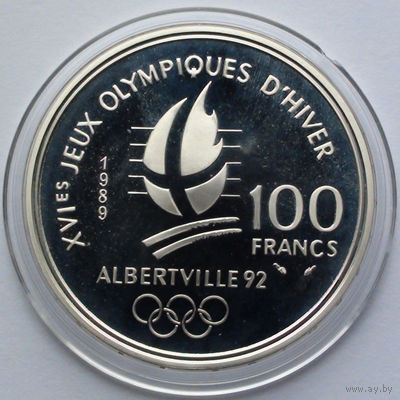 XVIES JEUX OLYMPIQUES D'HIVER
1989
100
FRANCS
ALBERTVILLE 92
www.ay.by